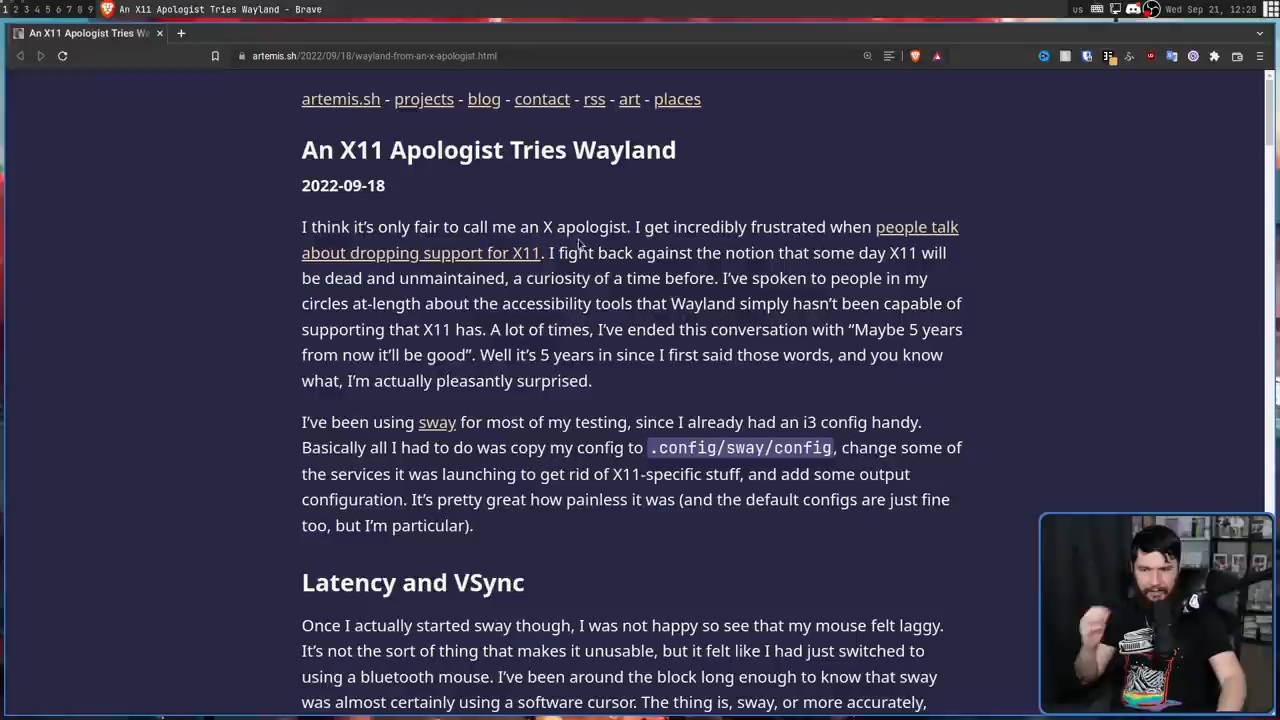 1 2 3 4 5 6 7 8 9 An X11 Apologist Tries Wayland - Brave us Wed Sep 21, 12:28
An X11 Apologist Tries Wa
artemis.sh/2022/09/18/wayland-from-an-x-apologist.html
artemis.sh - projects - blog - contact - rss - art - places
An X11 Apologist Tries Wayland
2022-09-18
I think it’s only fair to call me an X apologist. I get incredibly frustrated when people talk
about dropping support for X11. I fight back against the notion that some day X11 will
be dead and unmaintained, a curiosity of a time before. I’ve spoken to people in my
circles at-length about the accessibility tools that Wayland simply hasn’t been capable of
supporting that X11 has. A lot of times, I’ve ended this conversation with “Maybe 5 years
from now it’ll be good”. Well it’s 5 years in since I first said those words, and you know
what, I’m actually pleasantly surprised.
I’ve been using sway for most of my testing, since I already had an i3 config handy.
Basically all I had to do was copy my config to .config/sway/config, change some of
the services it was launching to get rid of X11-specific stuff, and add some output
configuration. It’s pretty great how painless it was (and the default configs are just fine
too, but I’m particular).
Latency and VSync
Once I actually started sway though, I was not happy so see that my mouse felt laggy.
It’s not the sort of thing that makes it unusable, but it felt like I had just switched to
using a bluetooth mouse. I’ve been around the block long enough to know that sway
was almost certainly using a software cursor. The thing is, sway, or more accurately,